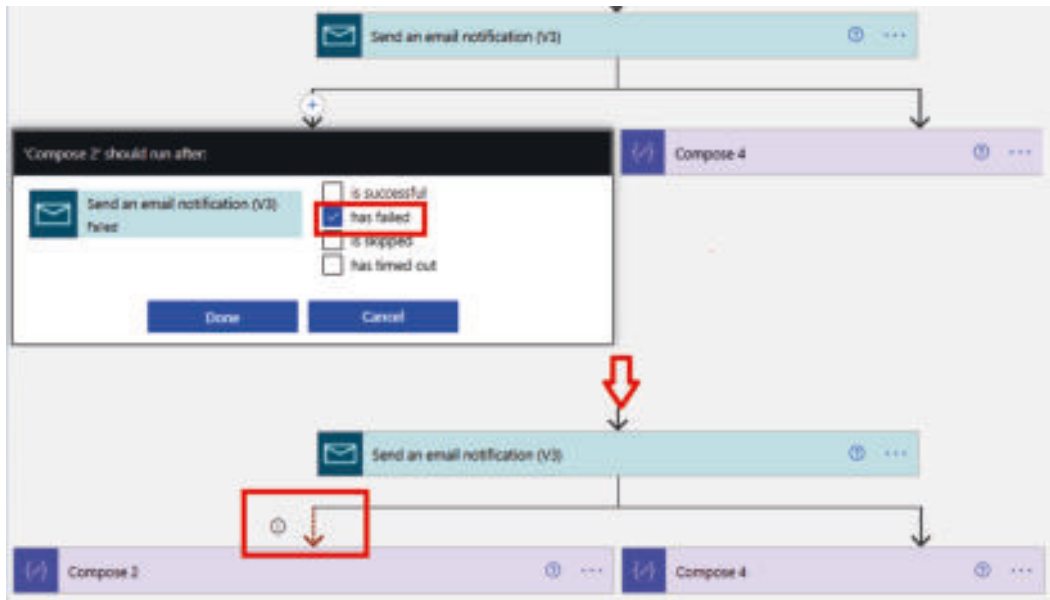 Send an email notification (V3)
'Compose 2' should run after:
Compose 4
Send an email notification (V3)
Failed
is successful
has failed
is skipped
has timed out
Done
Cancel
Send an email notification (V3)
Compose 2
Compose 4